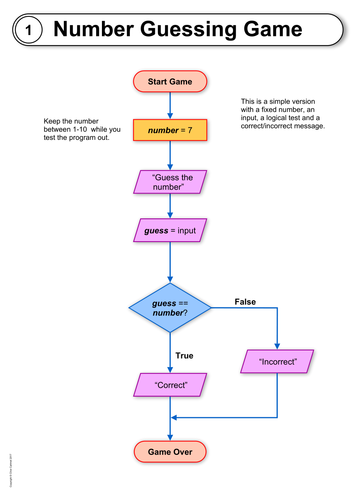 1 Number Guessing Game
Start Game
This is a simple version
with a fixed number, an
input, a logical test and a
correct/incorrect message.
Keep the number
between 1-10 while you
test the program out.
number = 7
"Guess the
number"
guess = input
guess ==
number?
False
True
"Incorrect"
"Correct"
Game Over